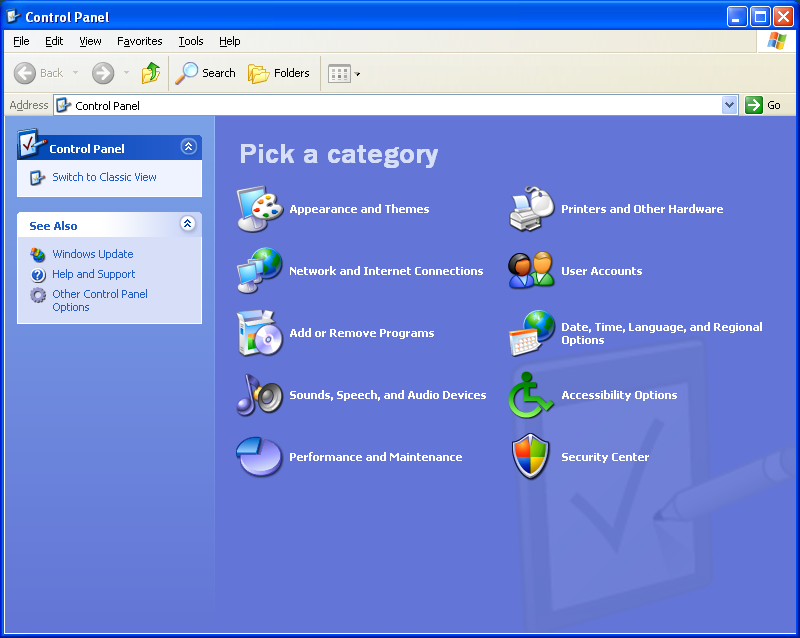 Control Panel
File Edit View Favorites Tools Help
Back Search Folders
Address Control Panel Go
Control Panel
Switch to Classic View
See Also
Windows Update
Help and Support
Other Control Panel
Options
Pick a category
Appearance and Themes
Printers and Other Hardware
Network and Internet Connections
User Accounts
Add or Remove Programs
Date, Time, Language, and Regional
Options
Sounds, Speech, and Audio Devices
Accessibility Options
Performance and Maintenance
Security Center